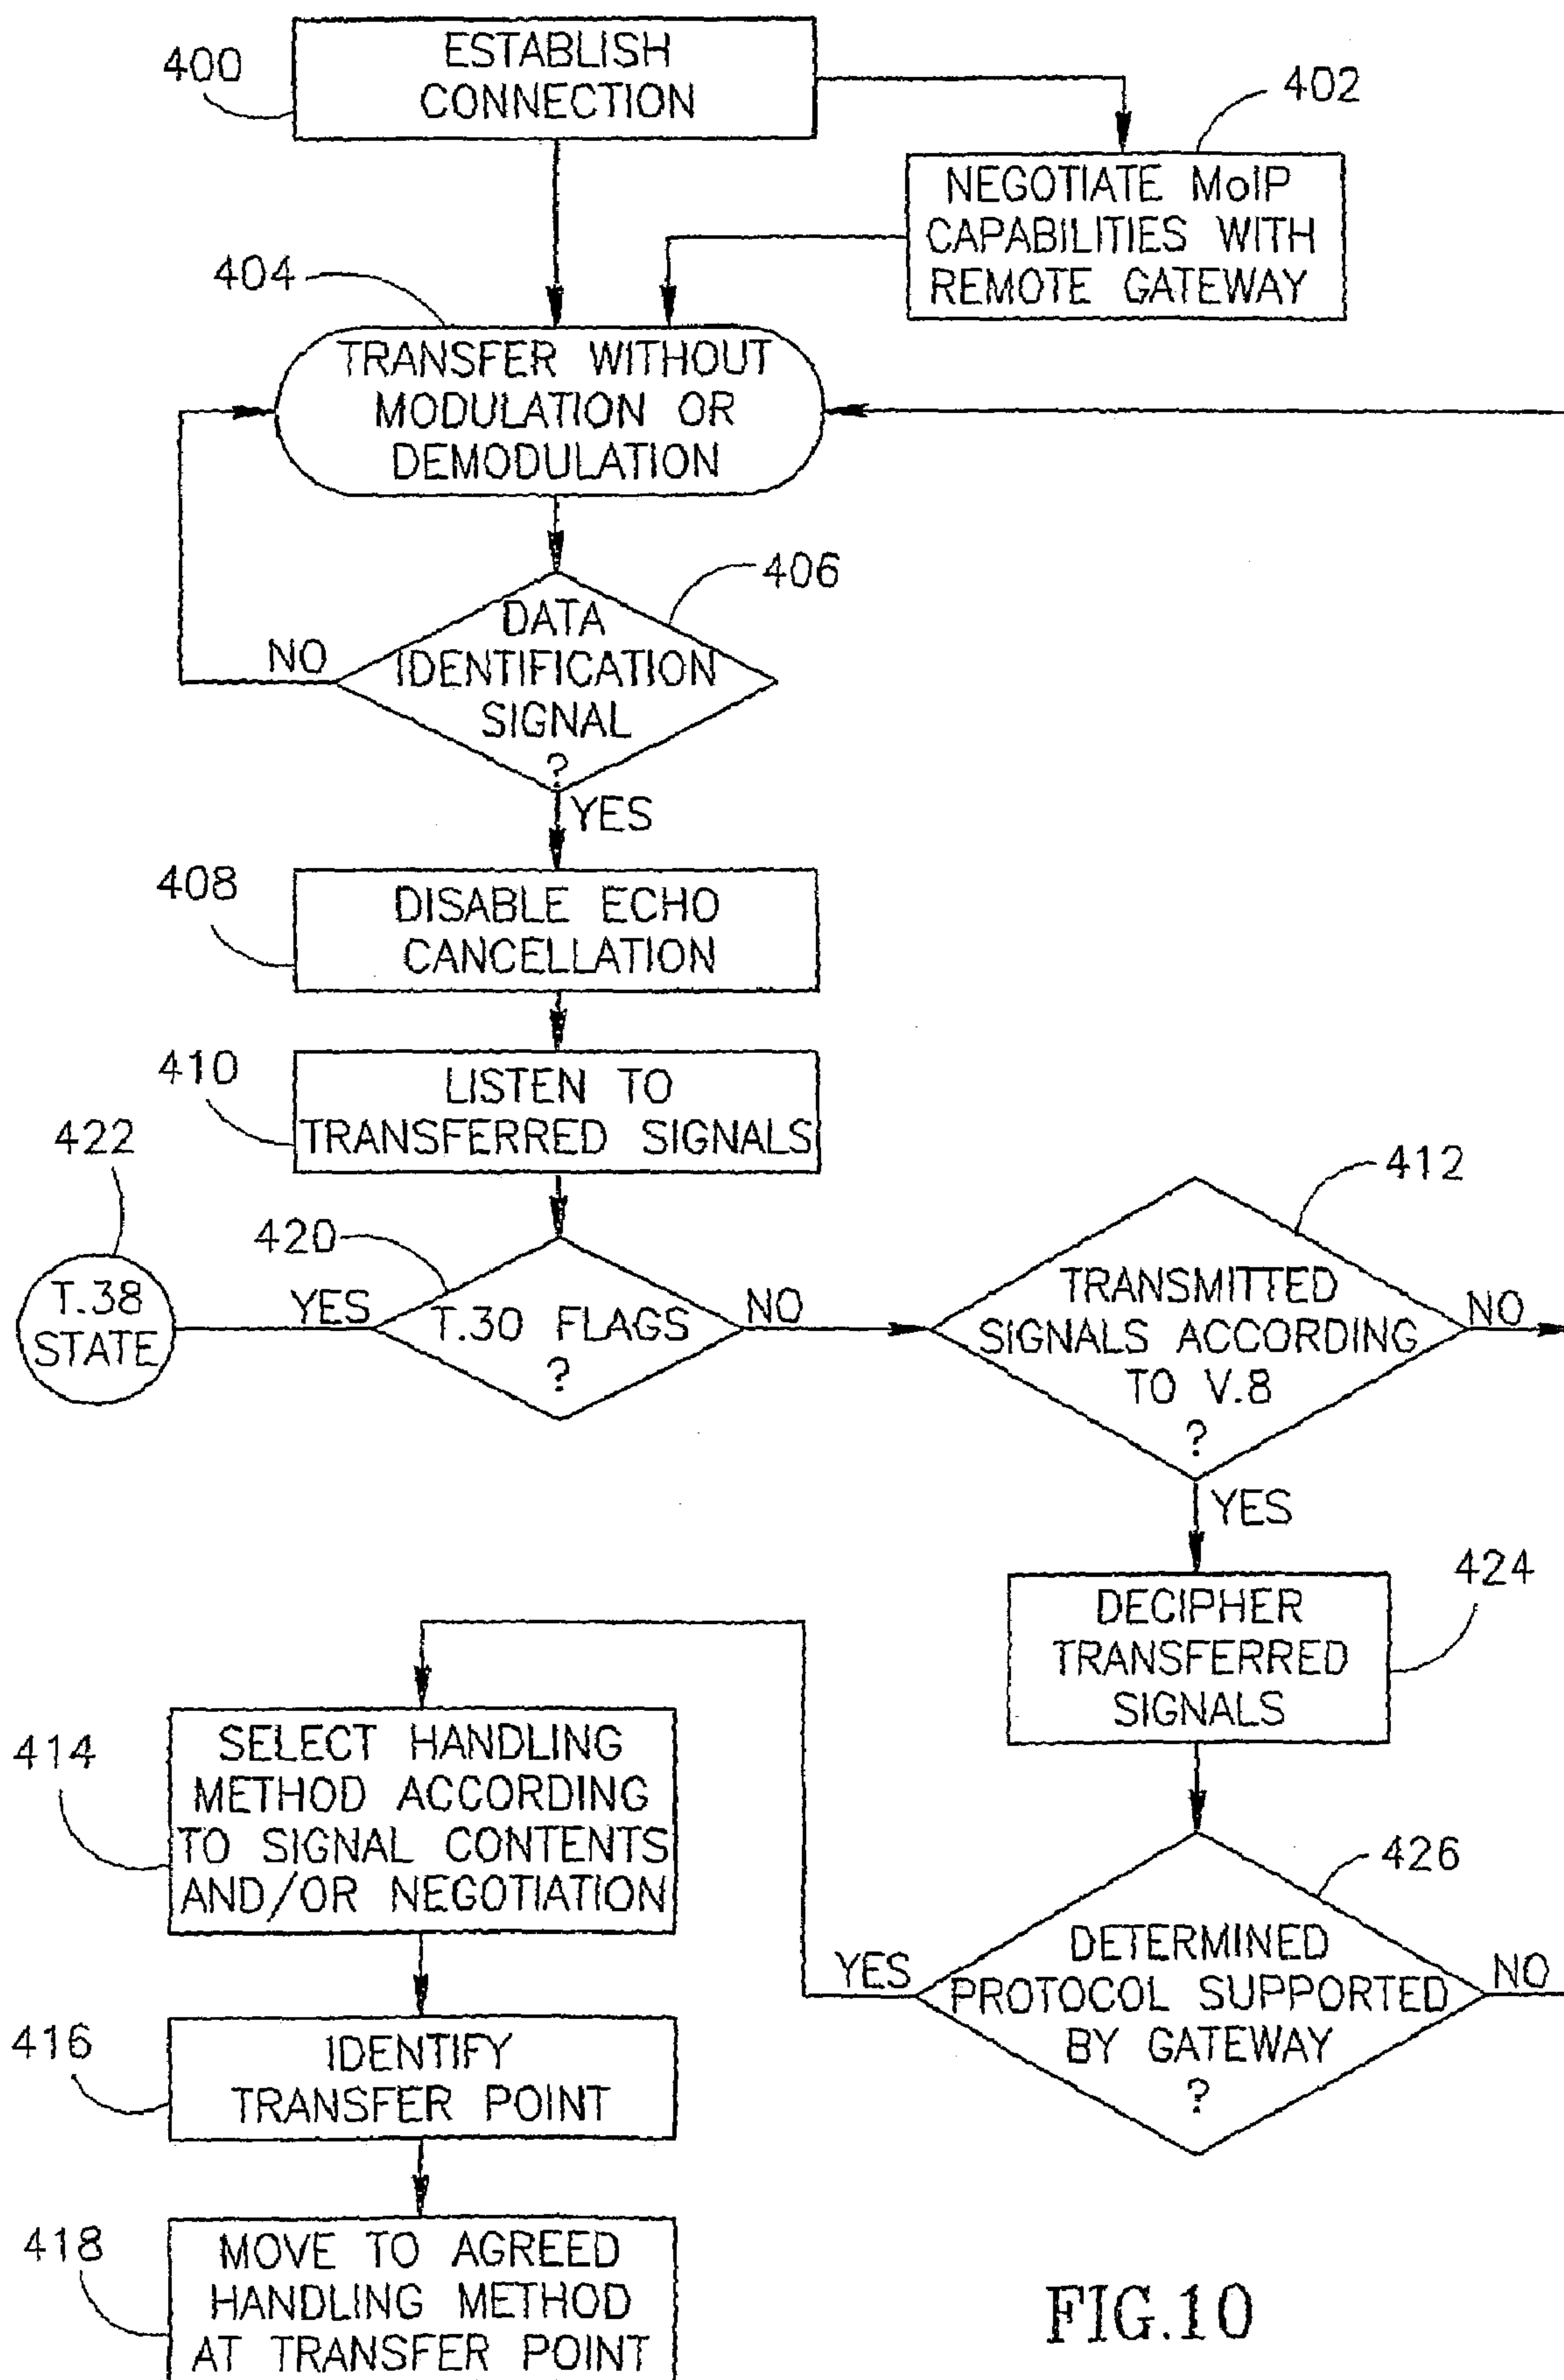 400
ESTABLISH
CONNECTION
402
NEGOTIATE MoIP
CAPABILITIES WITH
REMOTE GATEWAY
404
TRANSFER WITHOUT
MODULATION OR
DEMODULATION
406
DATA
IDENTIFICATION
SIGNAL
?
NO
YES
408
DISABLE ECHO
CANCELLATION
410
LISTEN TO
TRANSFERRED SIGNALS
422
T.38
STATE
YES
420
T.30 FLAGS
?
NO
412
TRANSMITTED
SIGNALS ACCORDING
TO V.8
?
NO
YES
424
DECIPHER
TRANSFERRED
SIGNALS
426
DETERMINED
PROTOCOL SUPPORTED
BY GATEWAY
?
YES
NO
414
SELECT HANDLING
METHOD ACCORDING
TO SIGNAL CONTENTS
AND/OR NEGOTIATION
416
IDENTIFY
TRANSFER POINT
418
MOVE TO AGREED
HANDLING METHOD
AT TRANSFER POINT
FIG.10